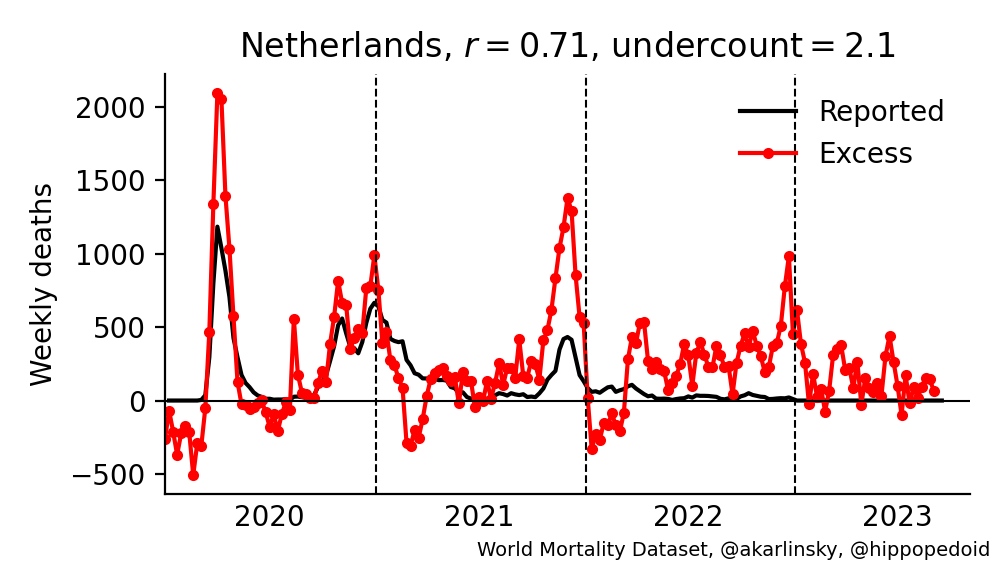 Netherlands, r = 0.71, undercount = 2.1
2000
1500
1000
500
0
−500
Weekly deaths
Reported
Excess
2020 2021 2022 2023
World Mortality Dataset, @akarlinsky, @hippopedoid